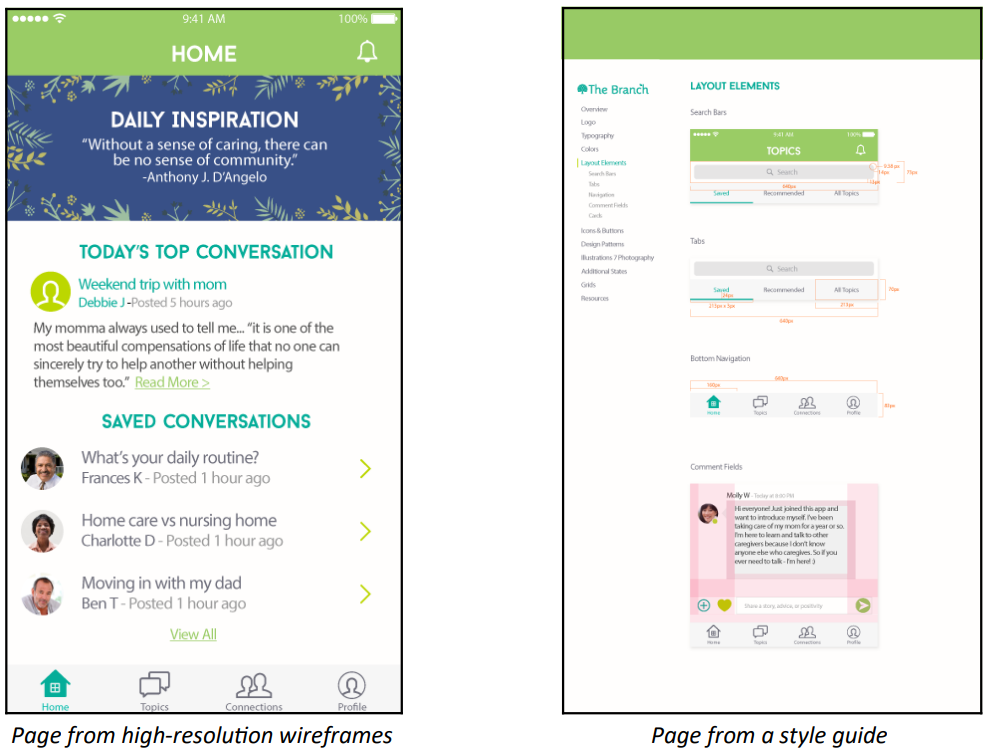 9:41 AM
100%
HOME
DAILY INSPIRATION
“Without a sense of caring, there can
be no sense of community.”
-Anthony J. D’Angelo
TODAY’S TOP CONVERSATION
Weekend trip with mom
Debbie J -Posted 5 hours ago
My momma always used to tell me... “it is one of the
most beautiful compensations of life that no one can
sincerely try to help another without helping
themselves too.” Read More >
SAVED CONVERSATIONS
What’s your daily routine?
Frances K - Posted 1 hour ago
Home care vs nursing home
Charlotte D - Posted 1 hour ago
Moving in with my dad
Ben T - Posted 1 hour ago
View All
Home
Topics
Connections
Profile
Page from high-resolution wireframes
The Branch
Overview
Logo
Typography
Colors
Layout Elements
Search Bars
Tabs
Navigation
Comment Fields
Cards
Icons & Buttons
Design Patterns
Illustrations 7 Photography
Additional States
Grids
Resources
LAYOUT ELEMENTS
Search Bars
9:41 AM
100%
TOPICS
Search
640px
Saved
Recommended
All Topics
Tabs
Search
Saved
Recommended
All Topics
24px
70px
213px x 5px
213px
640px
Bottom Navigation
640px
160px
Home
Topics
Connections
Profile
Comment Fields
Molly W - Today at 6:03 PM
Hi everyone! Just joined this app and
want to introduce myself. I’ve been
taking care of my mom for a year or so.
I’m here to learn and talk to other
caregivers because I don’t know
anyone else who caregives. So if you
ever need to talk - I’m here! :)
Share a story, advice, or positivity
Home
Topics
Connections
Profile
Page from a style guide